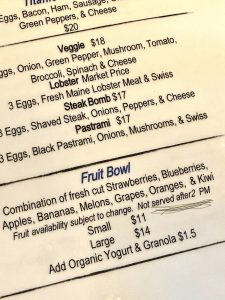 Eggs, Bacon, Ham, Sausage,
Green Peppers, & Cheese
$20
Veggie $18
Eggs, Onion, Green Pepper, Mushroom, Tomato,
Broccoli, Spinach & Cheese
Lobster Market Price
3 Eggs, Fresh Maine Lobster Meat & Swiss
Steak Bomb $17
3 Eggs, Shaved Steak, Onions, Peppers, & Cheese
Pastrami $17
3 Eggs, Black Pastrami, Onions, Mushrooms, & Swiss
Fruit Bowl
Combination of fresh cut Strawberries, Blueberries,
Apples, Bananas, Melons, Grapes, Oranges, & Kiwi
Fruit availability subject to change. Not served after2 PM
Small $11
Large $14
Add Organic Yogurt & Granola $1.5